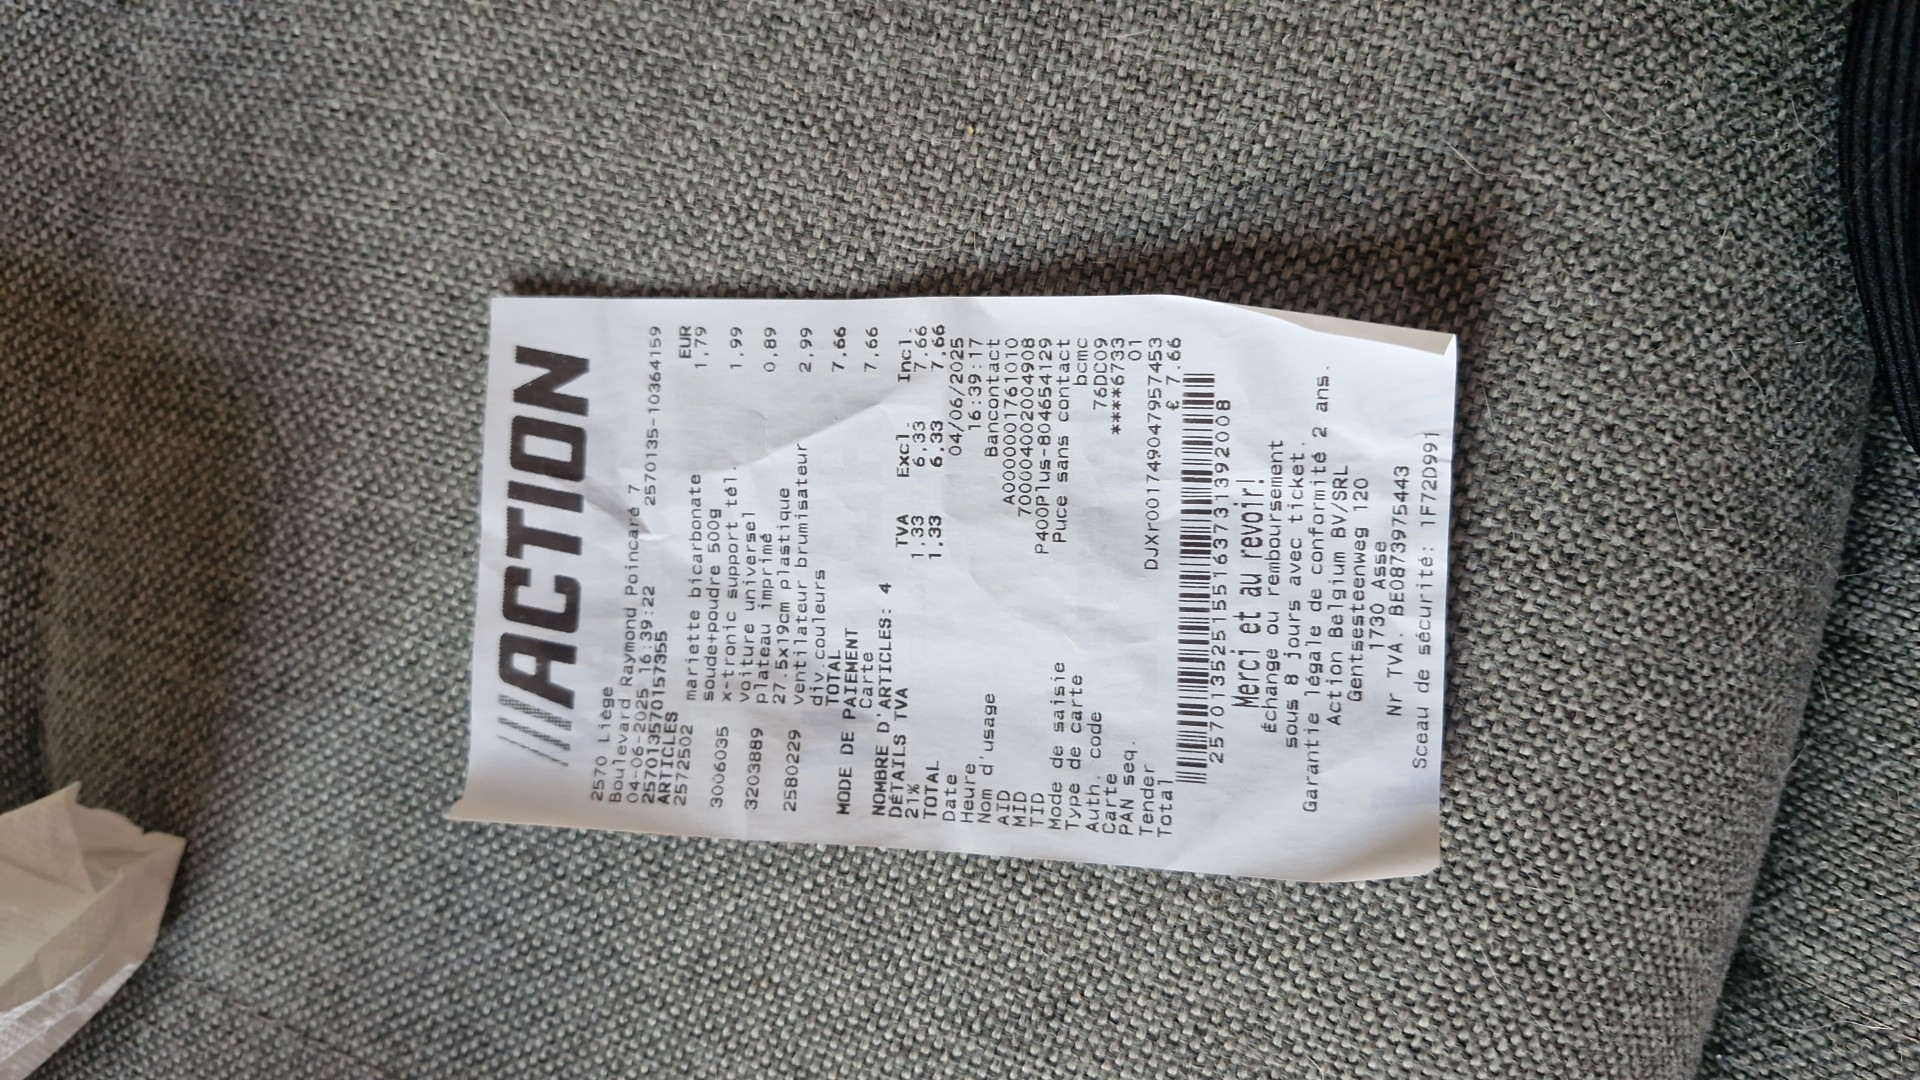 ///ACTION
2570 Liège
Boulevard Raymond Poincaré 7
04-06-2025 16:39:22 2570135-10364159
257013570157355
ARTICLES EUR
2572502 mariette bicarbonate 1,79
soude+poudre 500g
3006035 x-tronic support tél. 1,99
voiture universel
3203889 plateau imprimé 0,89
27.5x19cm plastique
2580229 ventilateur brumisateur 2,99
div.couleurs
TOTAL 7,66
MODE DE PAIEMENT
Carte 7,66
NOMBRE D'ARTICLES: 4
DÉTAILS TVA TVA Excl. Incl.
21% 1,33 6,33 7,66
TOTAL 1,33 6,33 7,66
Date 04/06/2025
Heure 16:39:17
Nom d'usage Bancontact
AID A0000001761010
MID 700004002004908
TID P400Plus-80465412​9
Mode de saisie Puce sans contact
Type de carte bcmc
Auth. code 76DC09
Carte ****6733
PAN seq. 01
Tender DJXr001749047957453
Total € 7.66
2570135251551637313920​08
Merci et au revoir!
Échange ou remboursement
sous 8 jours avec ticket.
Garantie légale de conformité 2 ans.
Action Belgium BV/SRL
Gentsesteenweg 120
1730 Asse
Nr TVA. BE0873975443
Sceau de sécurité: 1F72D991